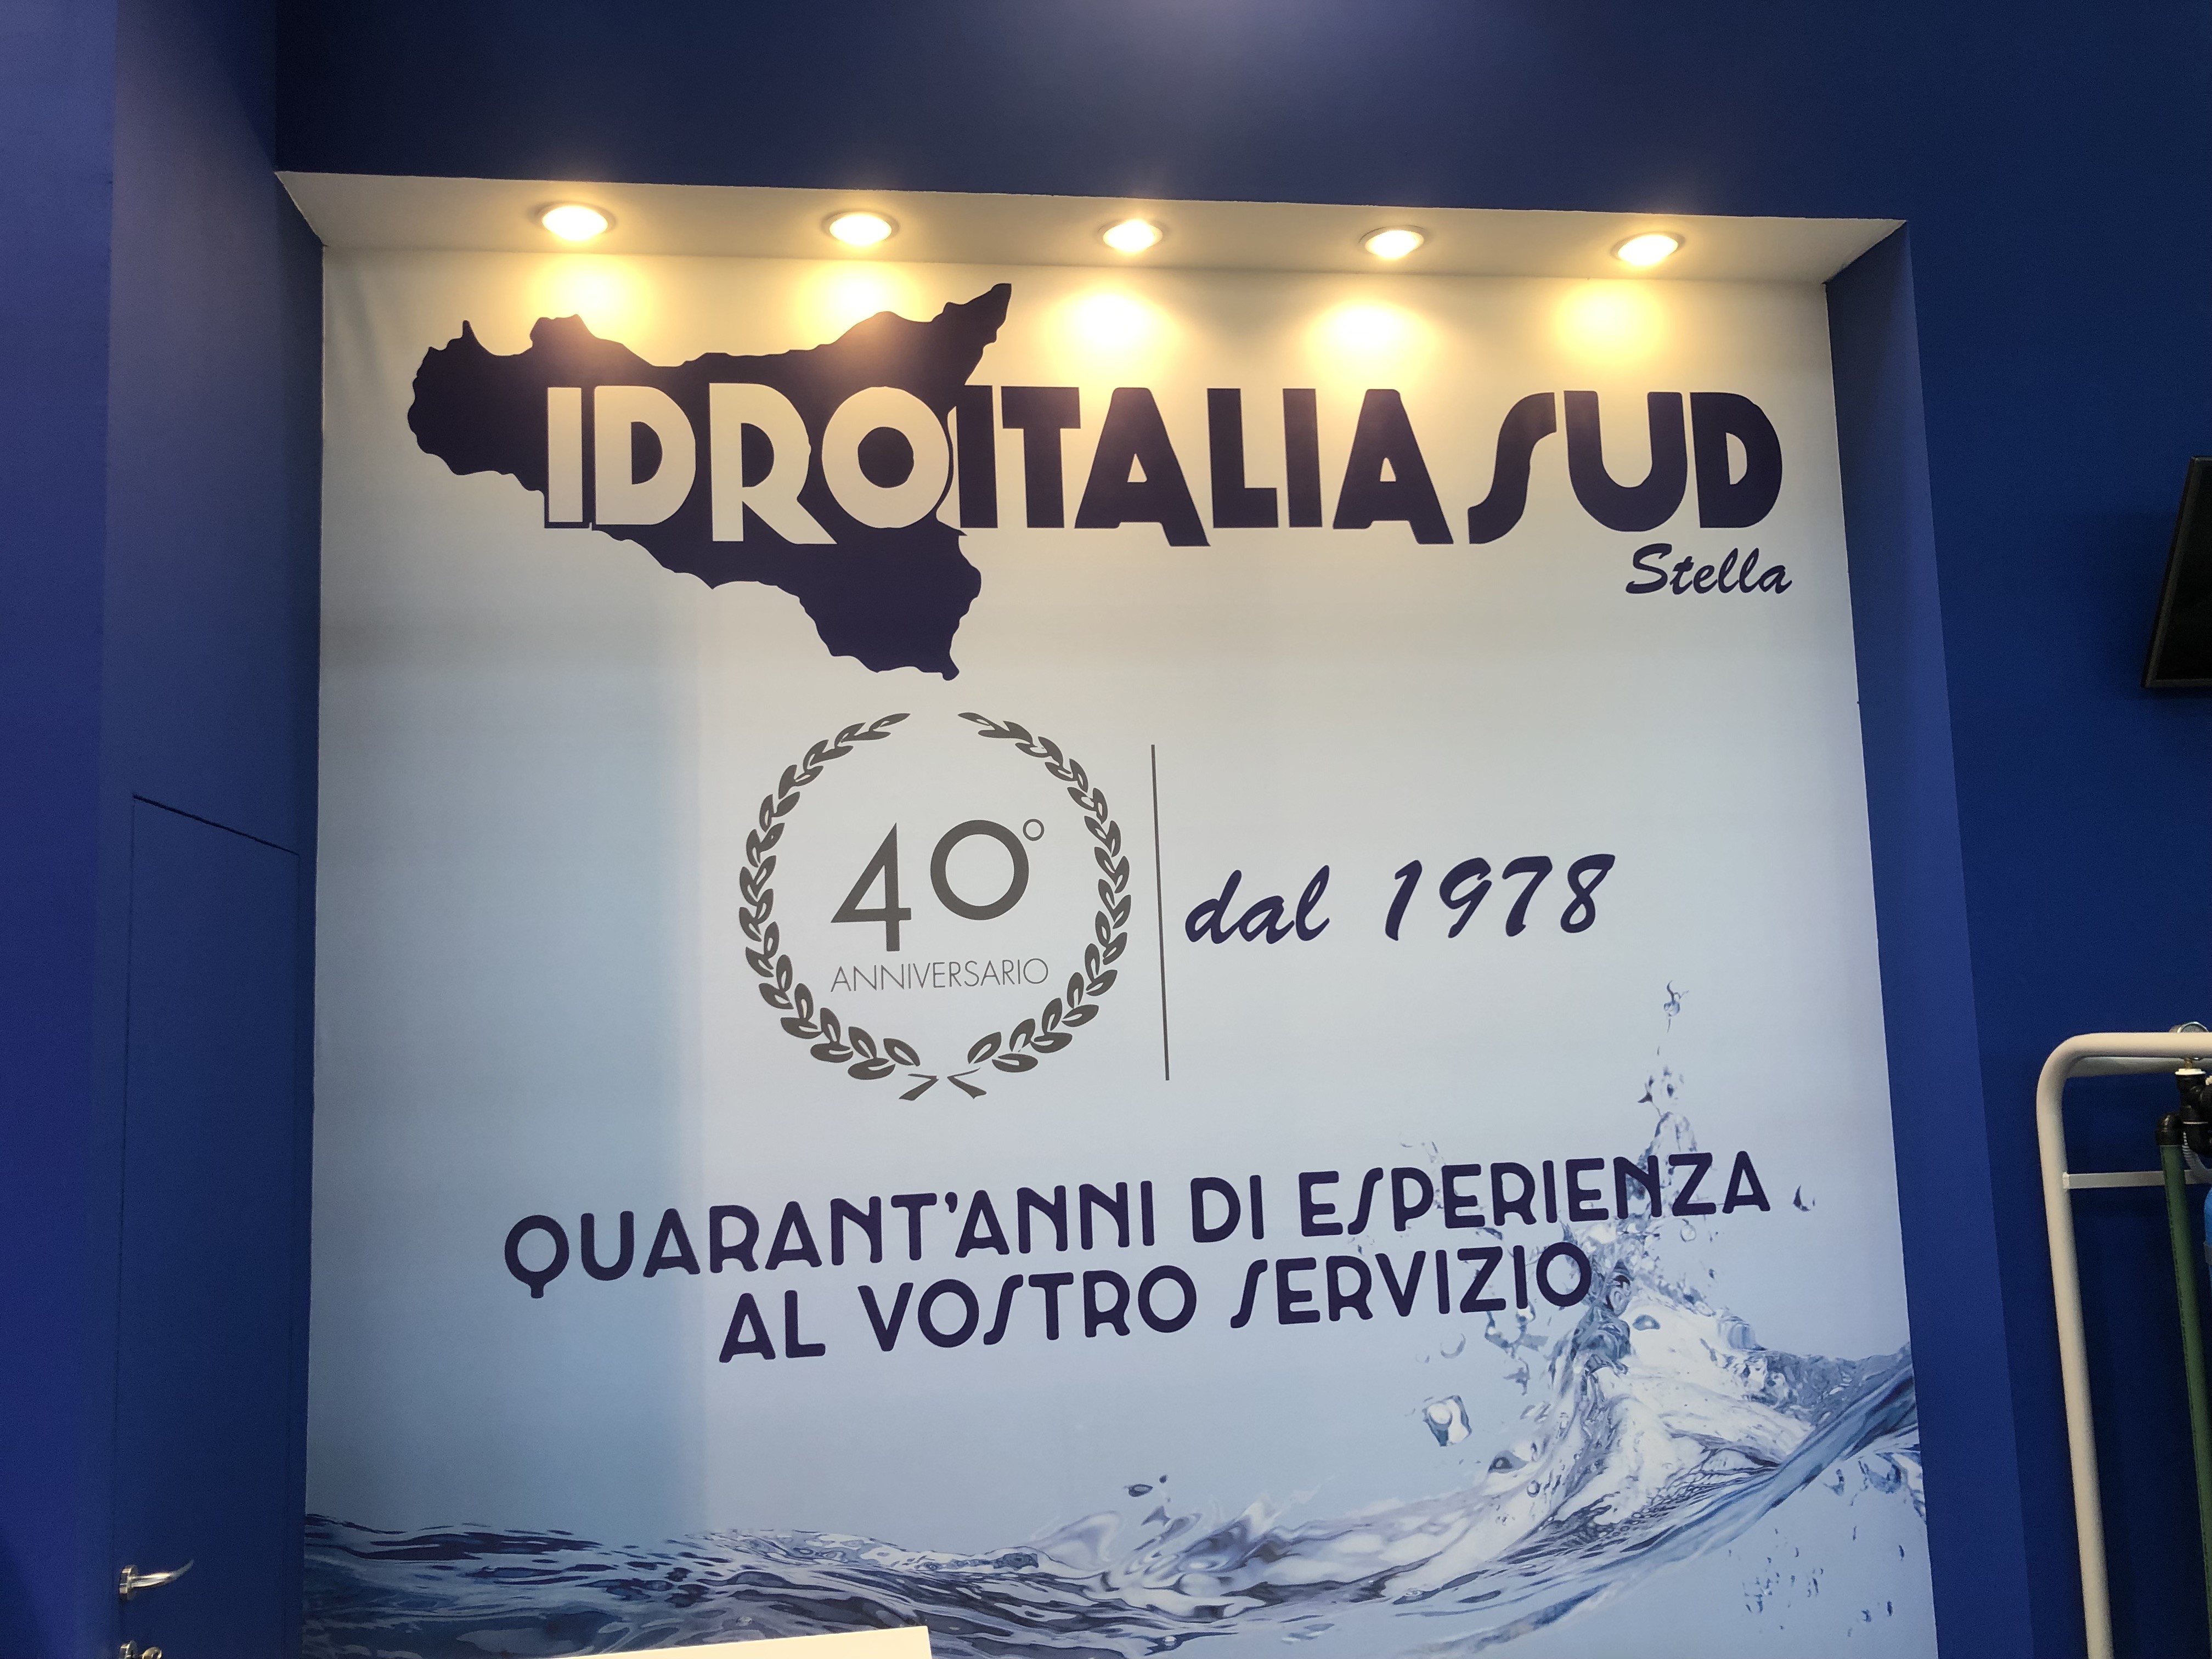 IDROITALIA SUD
Stella
40°
ANNIVERSARIO
dal 1978
QUARANT'ANNI DI ESPERIENZA
AL VOSTRO SERVIZIO